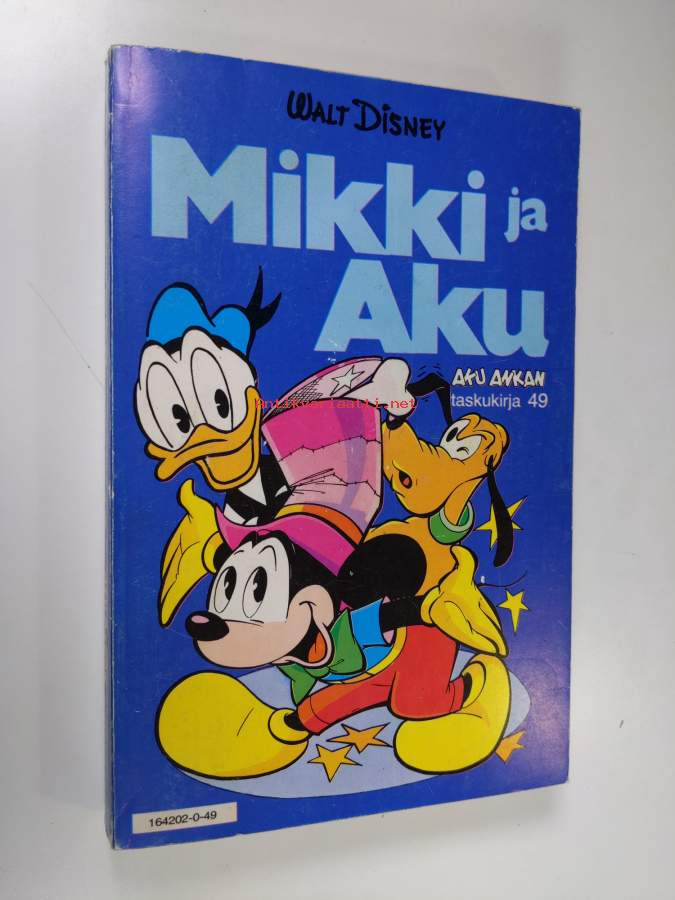 WALT DISNEY
Mikki ja
Aku
AKU ANKAN
taskukirja 49
antikvariaatti.net
164202-0-49